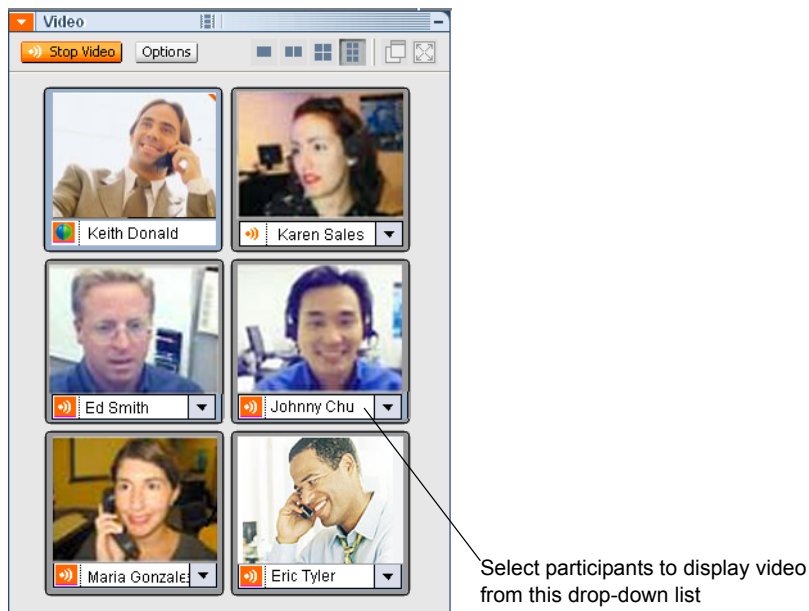 Video
Stop Video Options
Keith Donald
Karen Sales
Ed Smith
Johnny Chu
Maria Gonzale
Eric Tyler
Select participants to display video
from this drop-down list